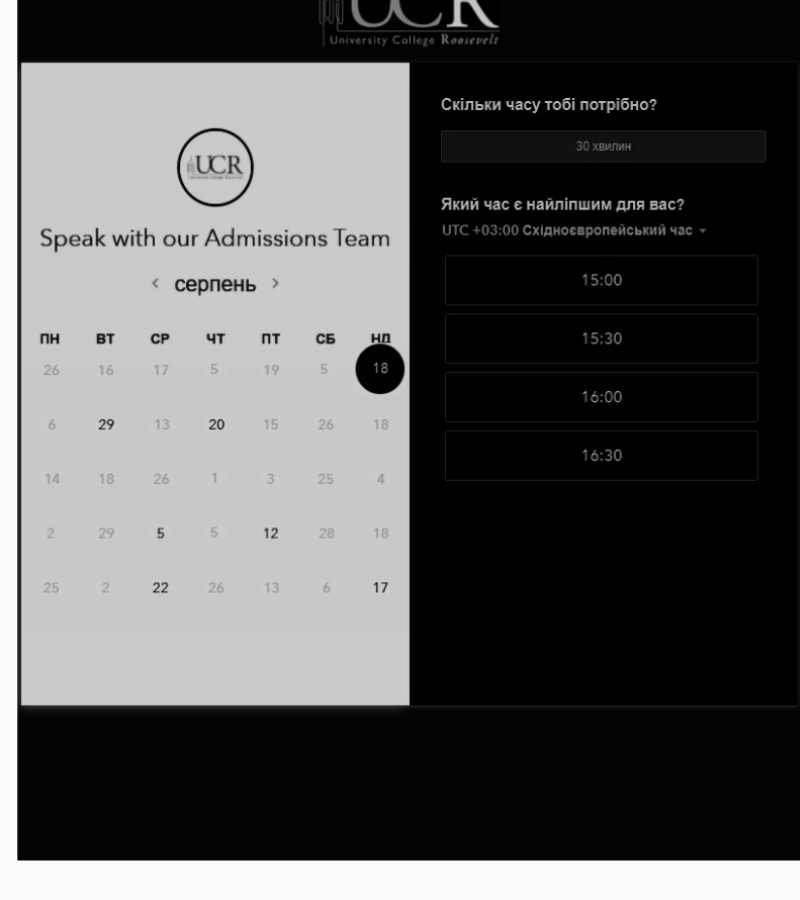 UCR
University College Roosevelt
UCR
Speak with our Admissions Team
< серпень >
ПН ВТ СР ЧТ ПТ СБ НД
26 16 17 5 19 5 18
6 29 13 20 15 26 18
14 18 26 1 3 25 4
2 29 5 5 12 28 18
25 2 22 26 13 6 17
Скільки часу тобі потрібно?
30 хвилин
Який час є найліпшим для вас?
UTC +03:00 Східноєвропейський час
15:00
15:30
16:00
16:30